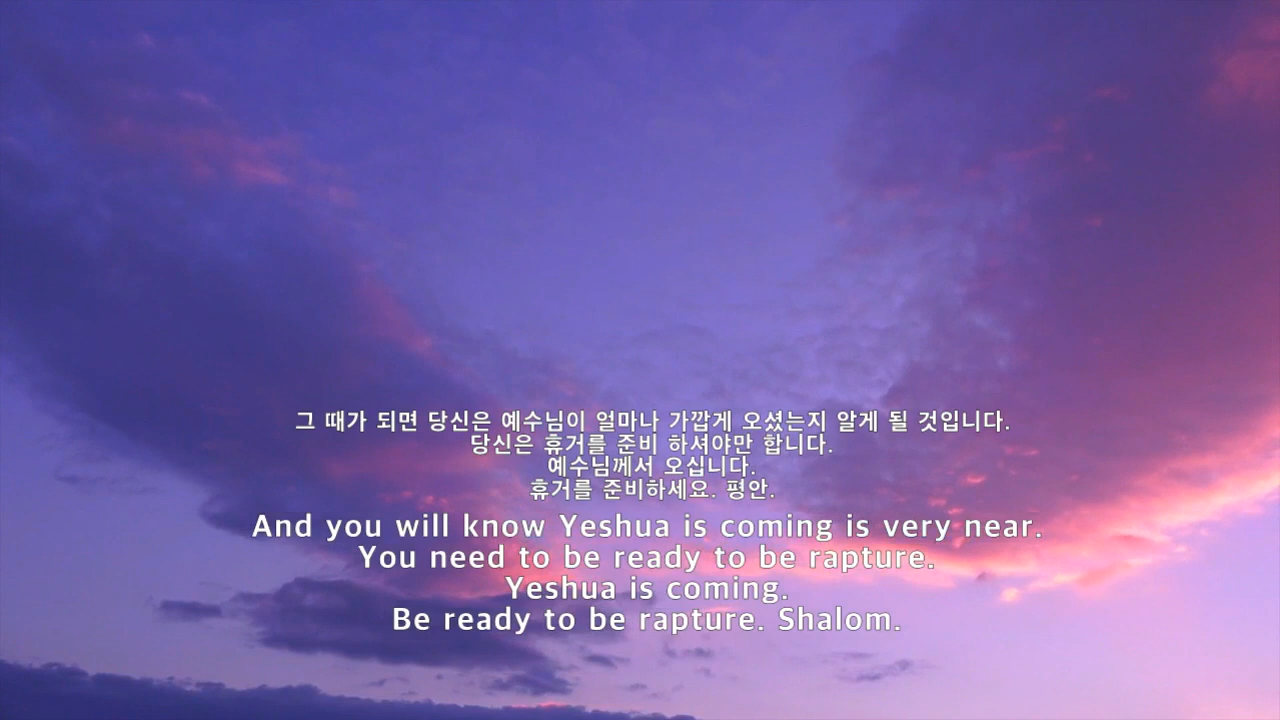 그 때가 되면 당신은 예수님이 얼마나 가깝게 오셨는지 알게 될 것입니다.
당신은 휴거를 준비 하셔야만 합니다.
예수님께서 오십니다.
휴거를 준비하세요. 평안.
And you will know Yeshua is coming is very near.
You need to be ready to be rapture.
Yeshua is coming.
Be ready to be rapture. Shalom.